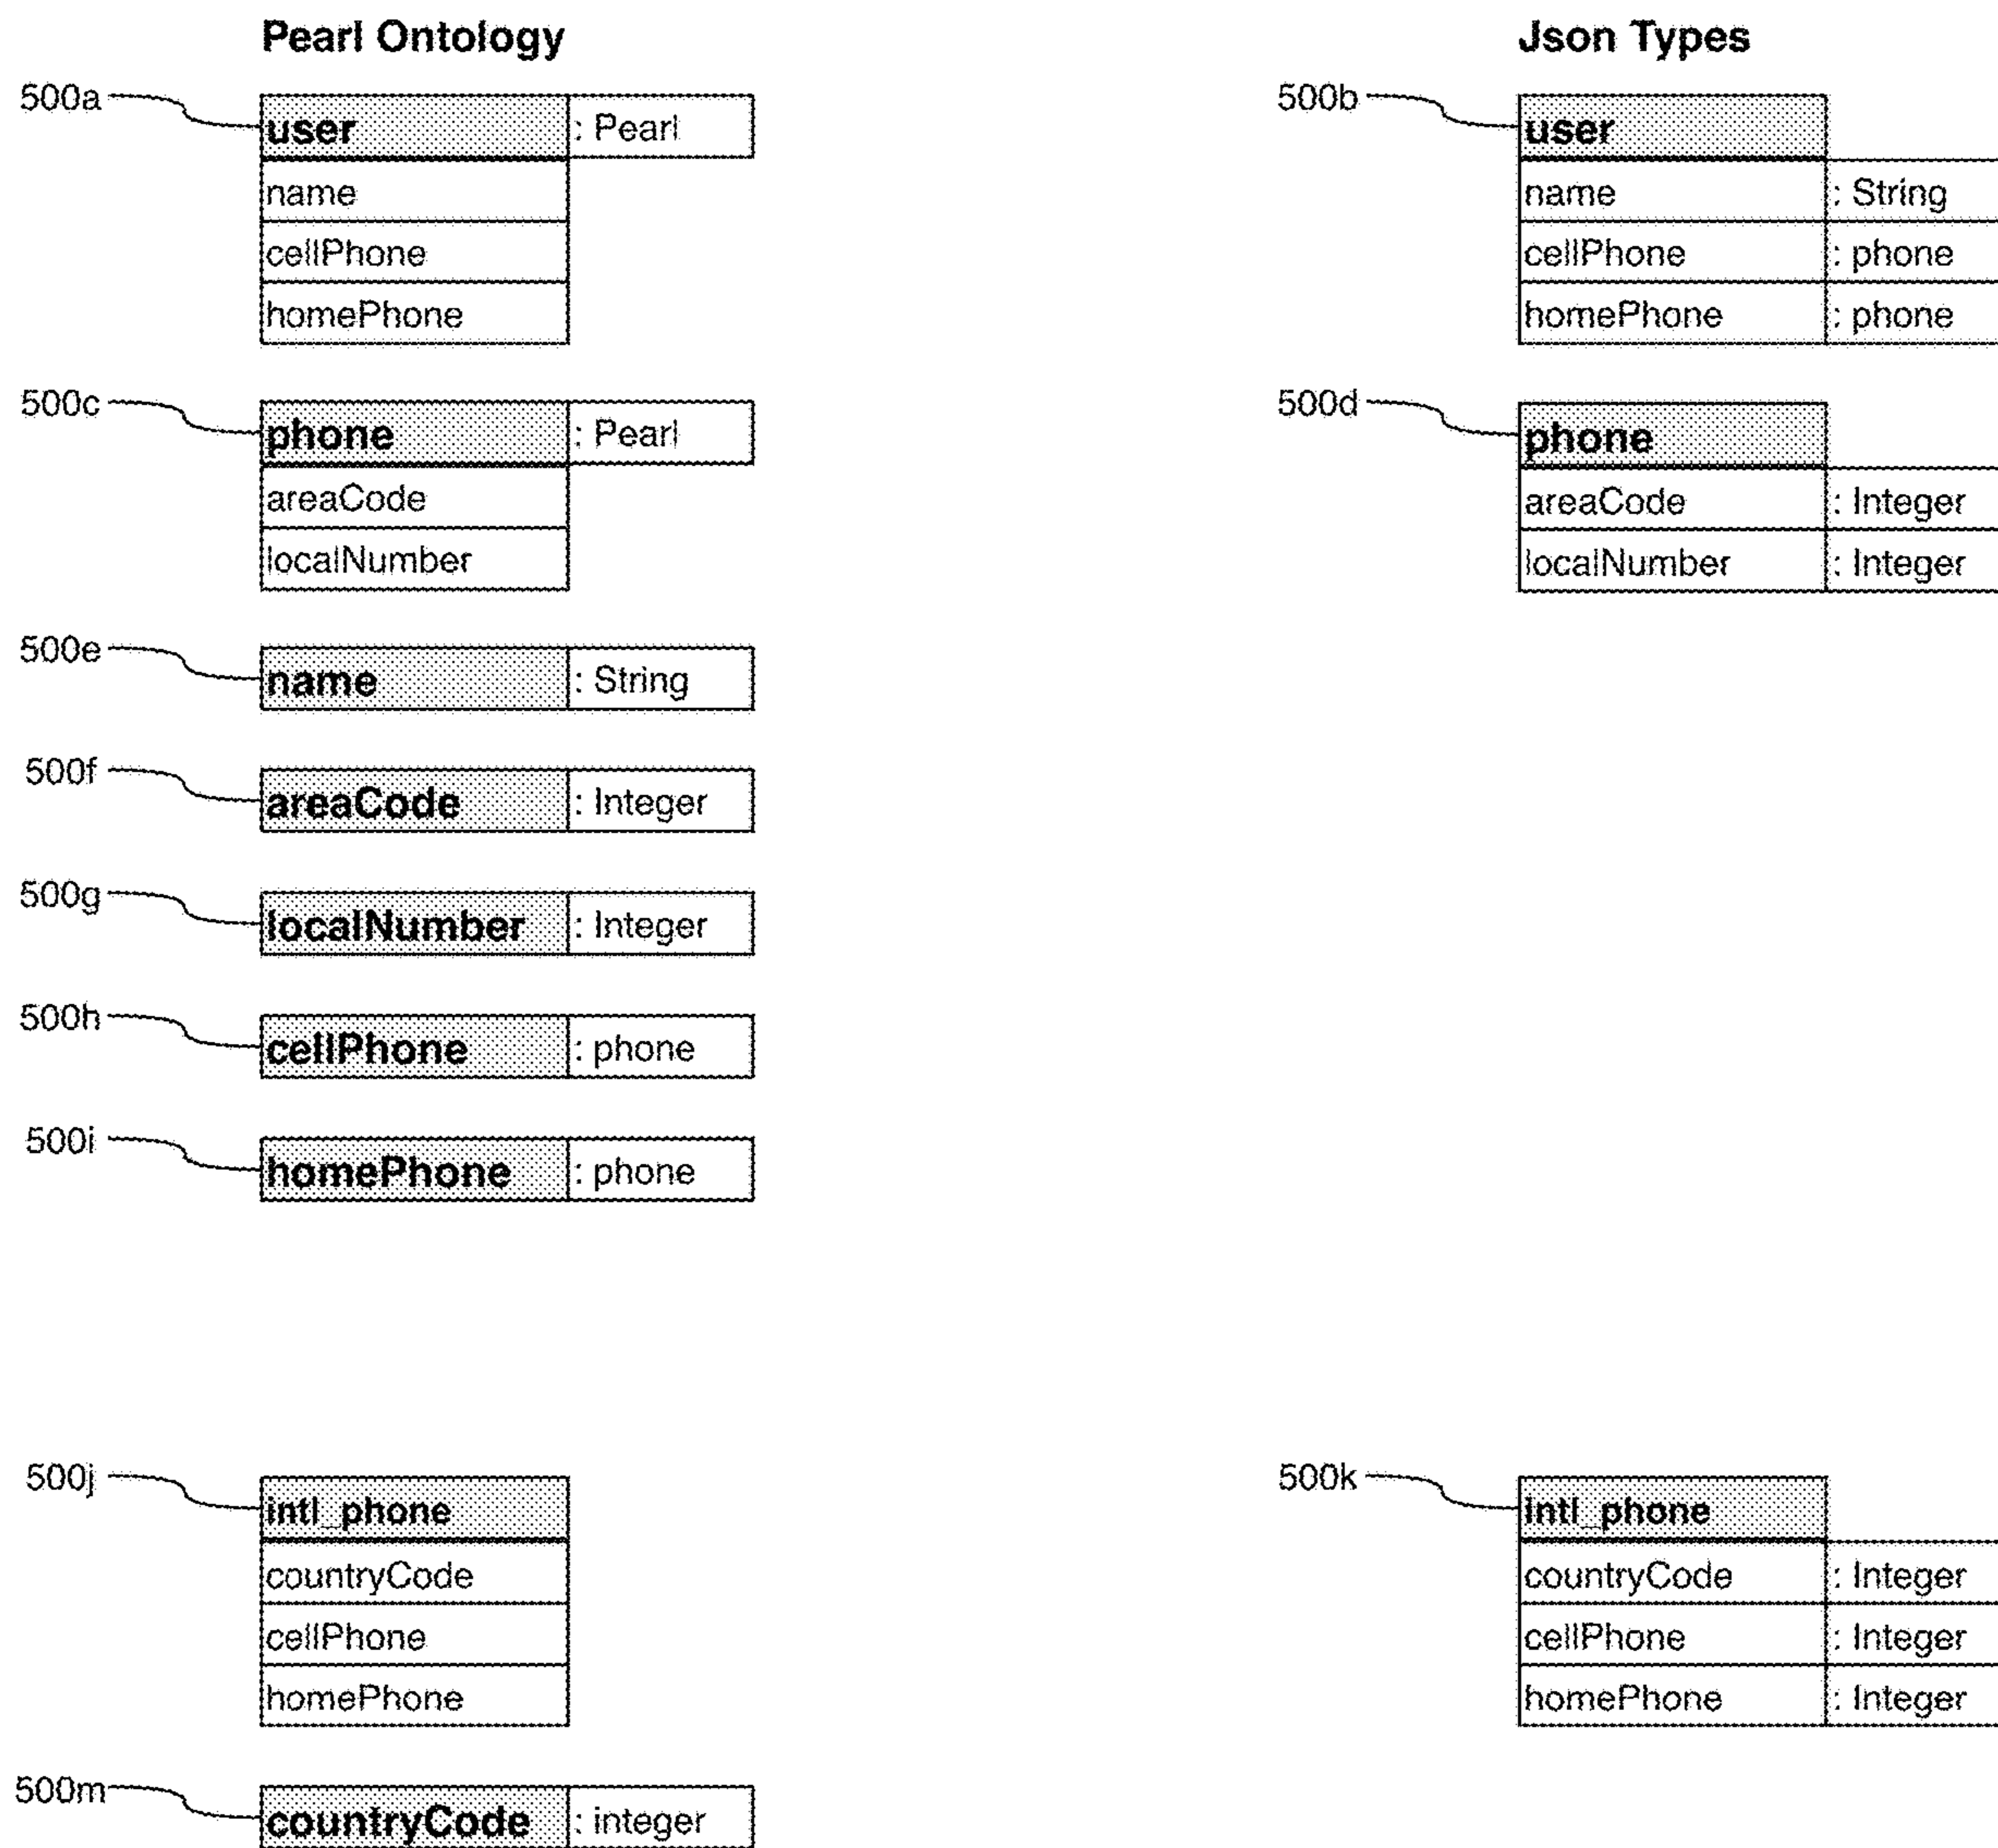 Pearl Ontology
Json Types
500a
user : Pearl
name
cellPhone
homePhone
500b
user
name : String
cellPhone : phone
homePhone : phone
500c
phone : Pearl
areaCode
localNumber
500d
phone
areaCode : Integer
localNumber : Integer
500e
name : String
500f
areaCode : Integer
500g
localNumber : Integer
500h
cellPhone : phone
500i
homePhone : phone
500j
intl_phone
countryCode
cellPhone
homePhone
500k
intl_phone
countryCode : Integer
cellPhone : Integer
homePhone : Integer
500m
countryCode : integer